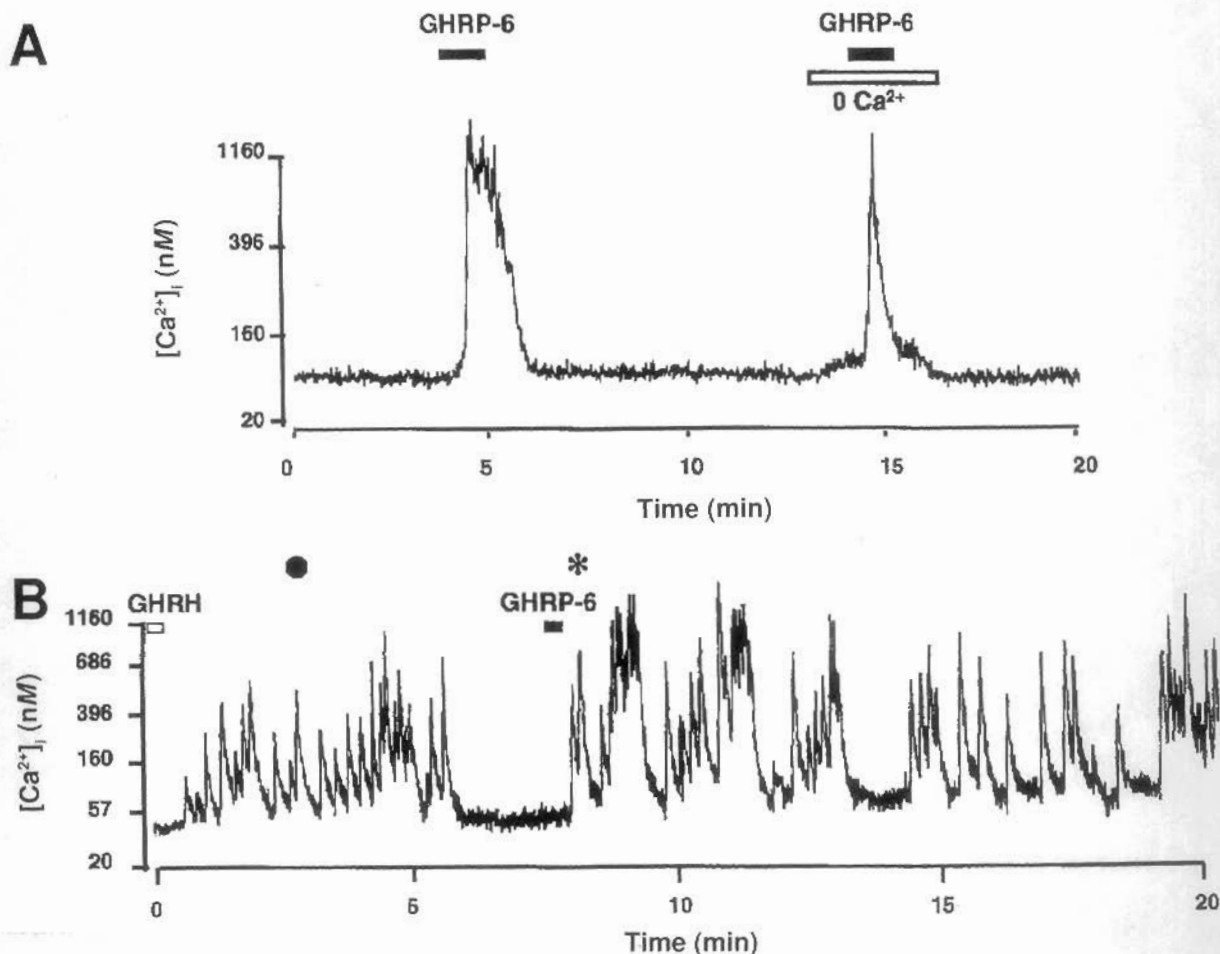 A
GHRP-6
GHRP-6
0 Ca²⁺
1160
396
160
20
[Ca²⁺]ᵢ (nM)
0 5 10 15 20
Time (min)
B
GHRH
*
GHRP-6
1160
686
396
160
57
20
[Ca²⁺]ᵢ (nM)
0 5 10 15 20
Time (min)